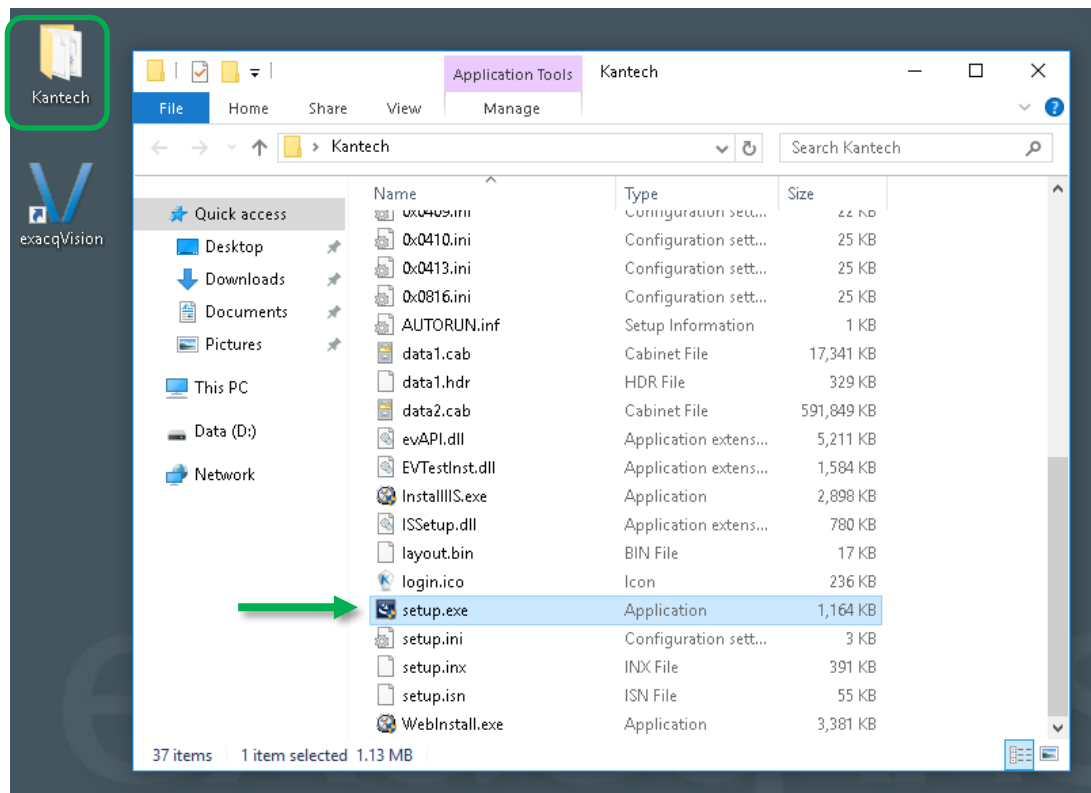 Kantech
exacqVision
Application Tools Kantech
File Home Share View Manage
Kantech Search Kantech
Name Type Size
Quick access
Desktop
Downloads
Documents
Pictures
This PC
Data (D:)
Network
0x0409.ini Configuration sett... 22 KB
0x0410.ini Configuration sett... 25 KB
0x0413.ini Configuration sett... 25 KB
0x0816.ini Configuration sett... 25 KB
AUTORUN.inf Setup Information 1 KB
data1.cab Cabinet File 17,341 KB
data1.hdr HDR File 329 KB
data2.cab Cabinet File 591,849 KB
evAPI.dll Application extens... 5,211 KB
EVTestInst.dll Application extens... 1,584 KB
InstallIIS.exe Application 2,898 KB
ISSetup.dll Application extens... 780 KB
layout.bin BIN File 17 KB
login.ico Icon 236 KB
setup.exe Application 1,164 KB
setup.ini Configuration sett... 3 KB
setup.inx INX File 391 KB
setup.isn ISN File 55 KB
WebInstall.exe Application 3,381 KB
37 items 1 item selected 1.13 MB